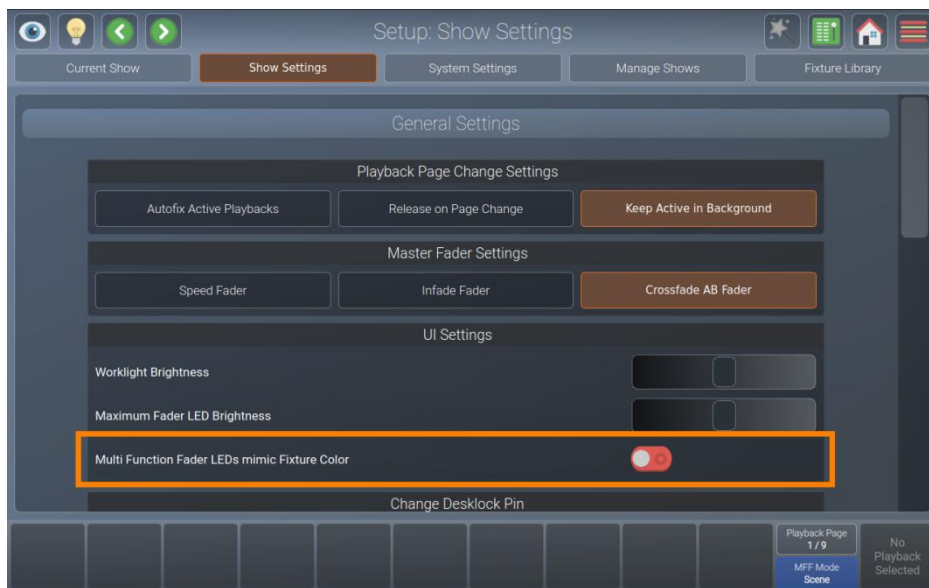 Setup: Show Settings
Current Show
Show Settings
System Settings
Manage Shows
Fixture Library
General Settings
Playback Page Change Settings
Autofix Active Playbacks
Release on Page Change
Keep Active in Background
Master Fader Settings
Speed Fader
Infade Fader
Crossfade AB Fader
UI Settings
Worklight Brightness
Maximum Fader LED Brightness
Multi Function Fader LEDs mimic Fixture Color
Change Desklock Pin
Playback Page
1/9
MFF Mode
Scene
No
Playback
Selected